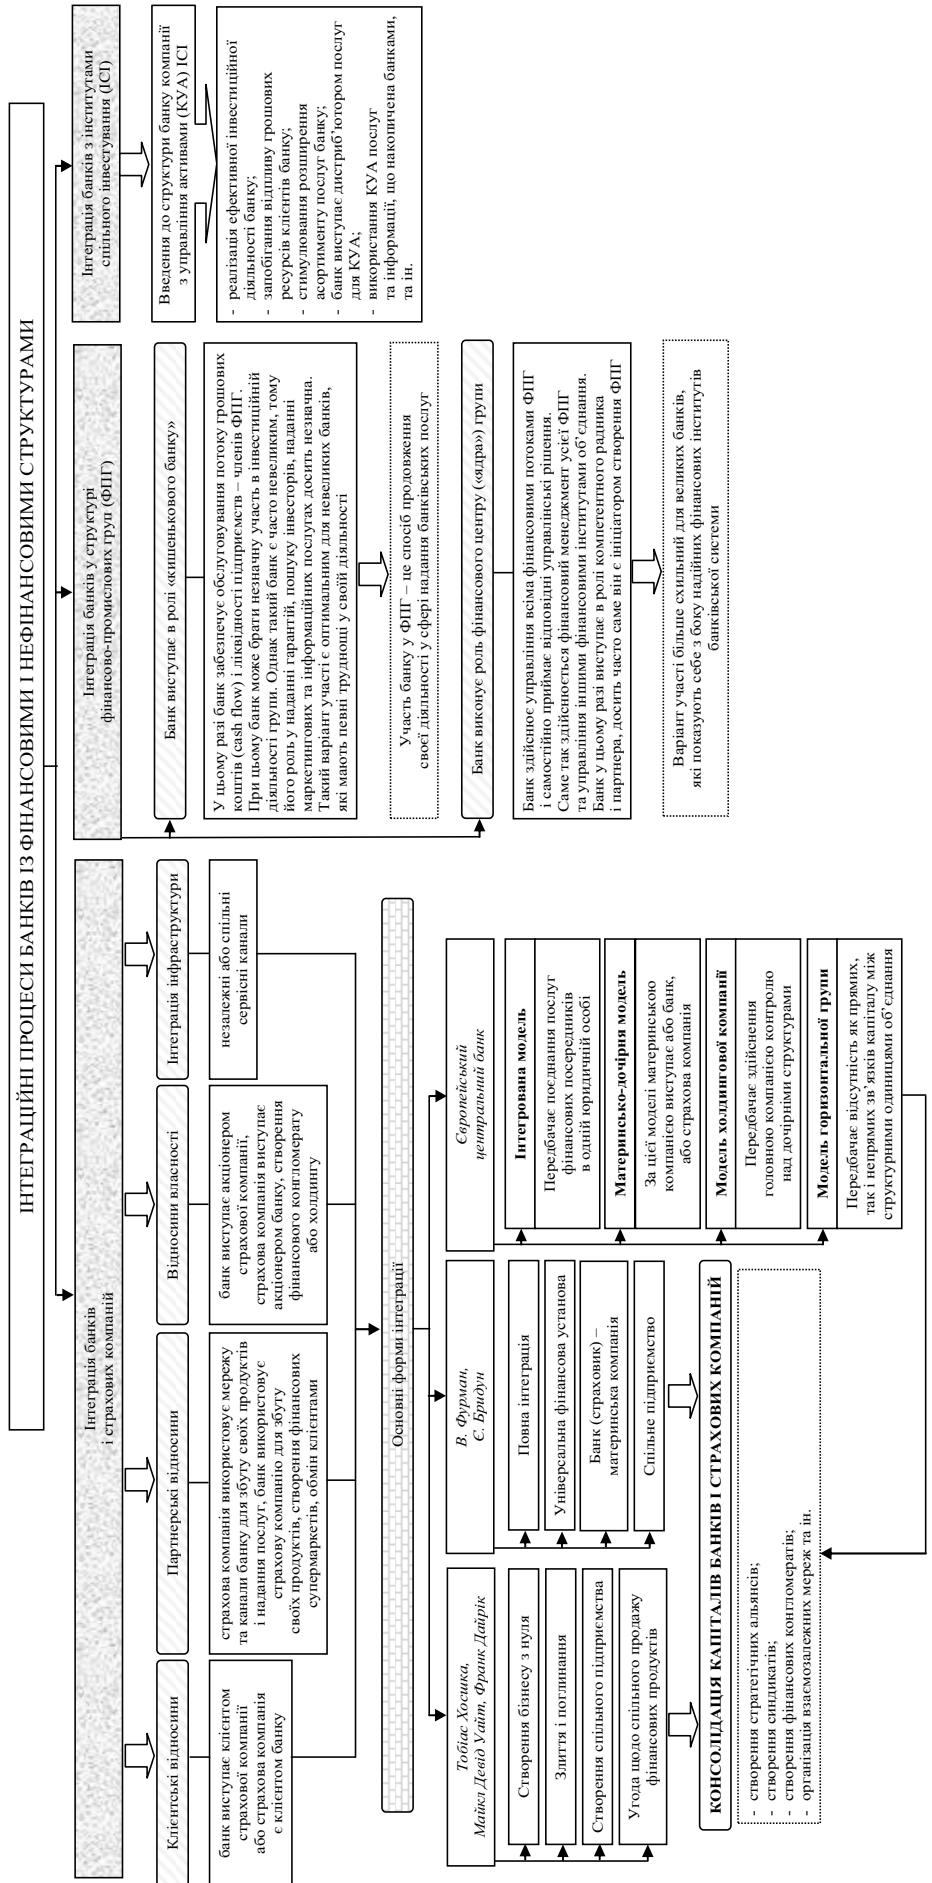 ІНТЕГРАЦІЙНІ ПРОЦЕСИ БАНКІВ ІЗ ФІНАНСОВИМИ І НЕФІНАНСОВИМИ СТРУКТУРАМИ
Інтеграція банків
і страхових компаній
Клієнтські відносини
банк виступає клієнтом
страхової компанії
або страхова компанія
є клієнтом банку
Партнерські відносини
страхова компанія використовує мережу
та канали банку для збуту своїх продуктів
і надання послуг, банк використовує
страхову компанію для збуту
своїх продуктів, створення фінансових
супермаркетів, обмін клієнтами
Відносини власності
банк виступає акціонером
страхової компанії,
страхова компанія виступає
акціонером банку, створення
фінансового конгломерату
або холдингу
Інтеграція інфраструктури
незалежні або спільні
сервісні канали
Основні форми інтеграції
Тобіас Хосшка,
Майкл Девід Уайт, Франк Дайрік
Створення бізнесу з нуля
Злиття і поглинання
Створення спільного підприємства
Угода щодо спільного продажу
фінансових продуктів
В. Фурман,
Є. Бридун
Повна інтеграція
Універсальна фінансова установа
Банк (страховик) –
материнська компанія
Спільне підприємство
Європейський
центральний банк
Інтегрована модель
Передбачає поєднання послуг
фінансових посередників
в одній юридичній особі
Материнсько-дочірня модель
За цієї моделі материнською
компанією виступає або банк,
або страхова компанія
Модель холдингової компанії
Передбачає здійснення
головною компанією контролю
над дочірніми структурами
Модель горизонтальної групи
Передбачає відсутність як прямих,
так і непрямих зв’язків капіталу між
структурними одиницями об’єднання
КОНСОЛІДАЦІЯ КАПІТАЛІВ БАНКІВ І СТРАХОВИХ КОМПАНІЙ
- створення стратегічних альянсів;
- створення синдикатів;
- створення фінансових конгломератів;
- організація взаємозалежних мереж та ін.
Інтеграція банків у структурі
фінансово-промислових груп (ФПГ)
Банк виступає в ролі «кишенькового банку»
У цьому разі банк забезпечує обслуговування потоку грошових
коштів (cash flow) і ліквідності підприємств – членів ФПГ.
При цьому банк може брати незначну участь в інвестиційній
діяльності групи. Однак такий банк є часто невеликим, тому
його роль у наданні гарантій, пошуку інвесторів, наданні
маркетингових та інформаційних послугах досить незначна.
Такий варіант участі є оптимальним для невеликих банків,
які мають певні труднощі у своїй діяльності
Участь банку у ФПГ – це спосіб продовження
своєї діяльності у сфері надання банківських послуг
Банк виконує роль фінансового центру («ядра») групи
Банк здійснює управління всіма фінансовими потоками ФПГ
і самостійно приймає відповідні управлінські рішення.
Саме так здійснюється фінансовий менеджмент усієї ФПГ
та управління іншими фінансовими інститутами об’єднання.
Банк у цьому разі виступає в ролі компетентного радника
і партнера, досить часто саме він є ініціатором створення ФПГ
Варіант участі більше схильний для великих банків,
які показують себе з боку надійних фінансових інститутів
банківської системи
Інтеграція банків з інститутами
спільного інвестування (ІСІ)
Введення до структури банку компанії
з управління активами (КУА) ІСІ
- реалізація ефективної інвестиційної
діяльності банку;
- запобігання відпливу грошових
ресурсів клієнтів банку;
- стимулювання розширення
асортименту послуг банку;
- банк виступає дистриб’ютором послуг
для КУА;
- використання КУА послуг
та інформації, що накопичена банками,
та ін.